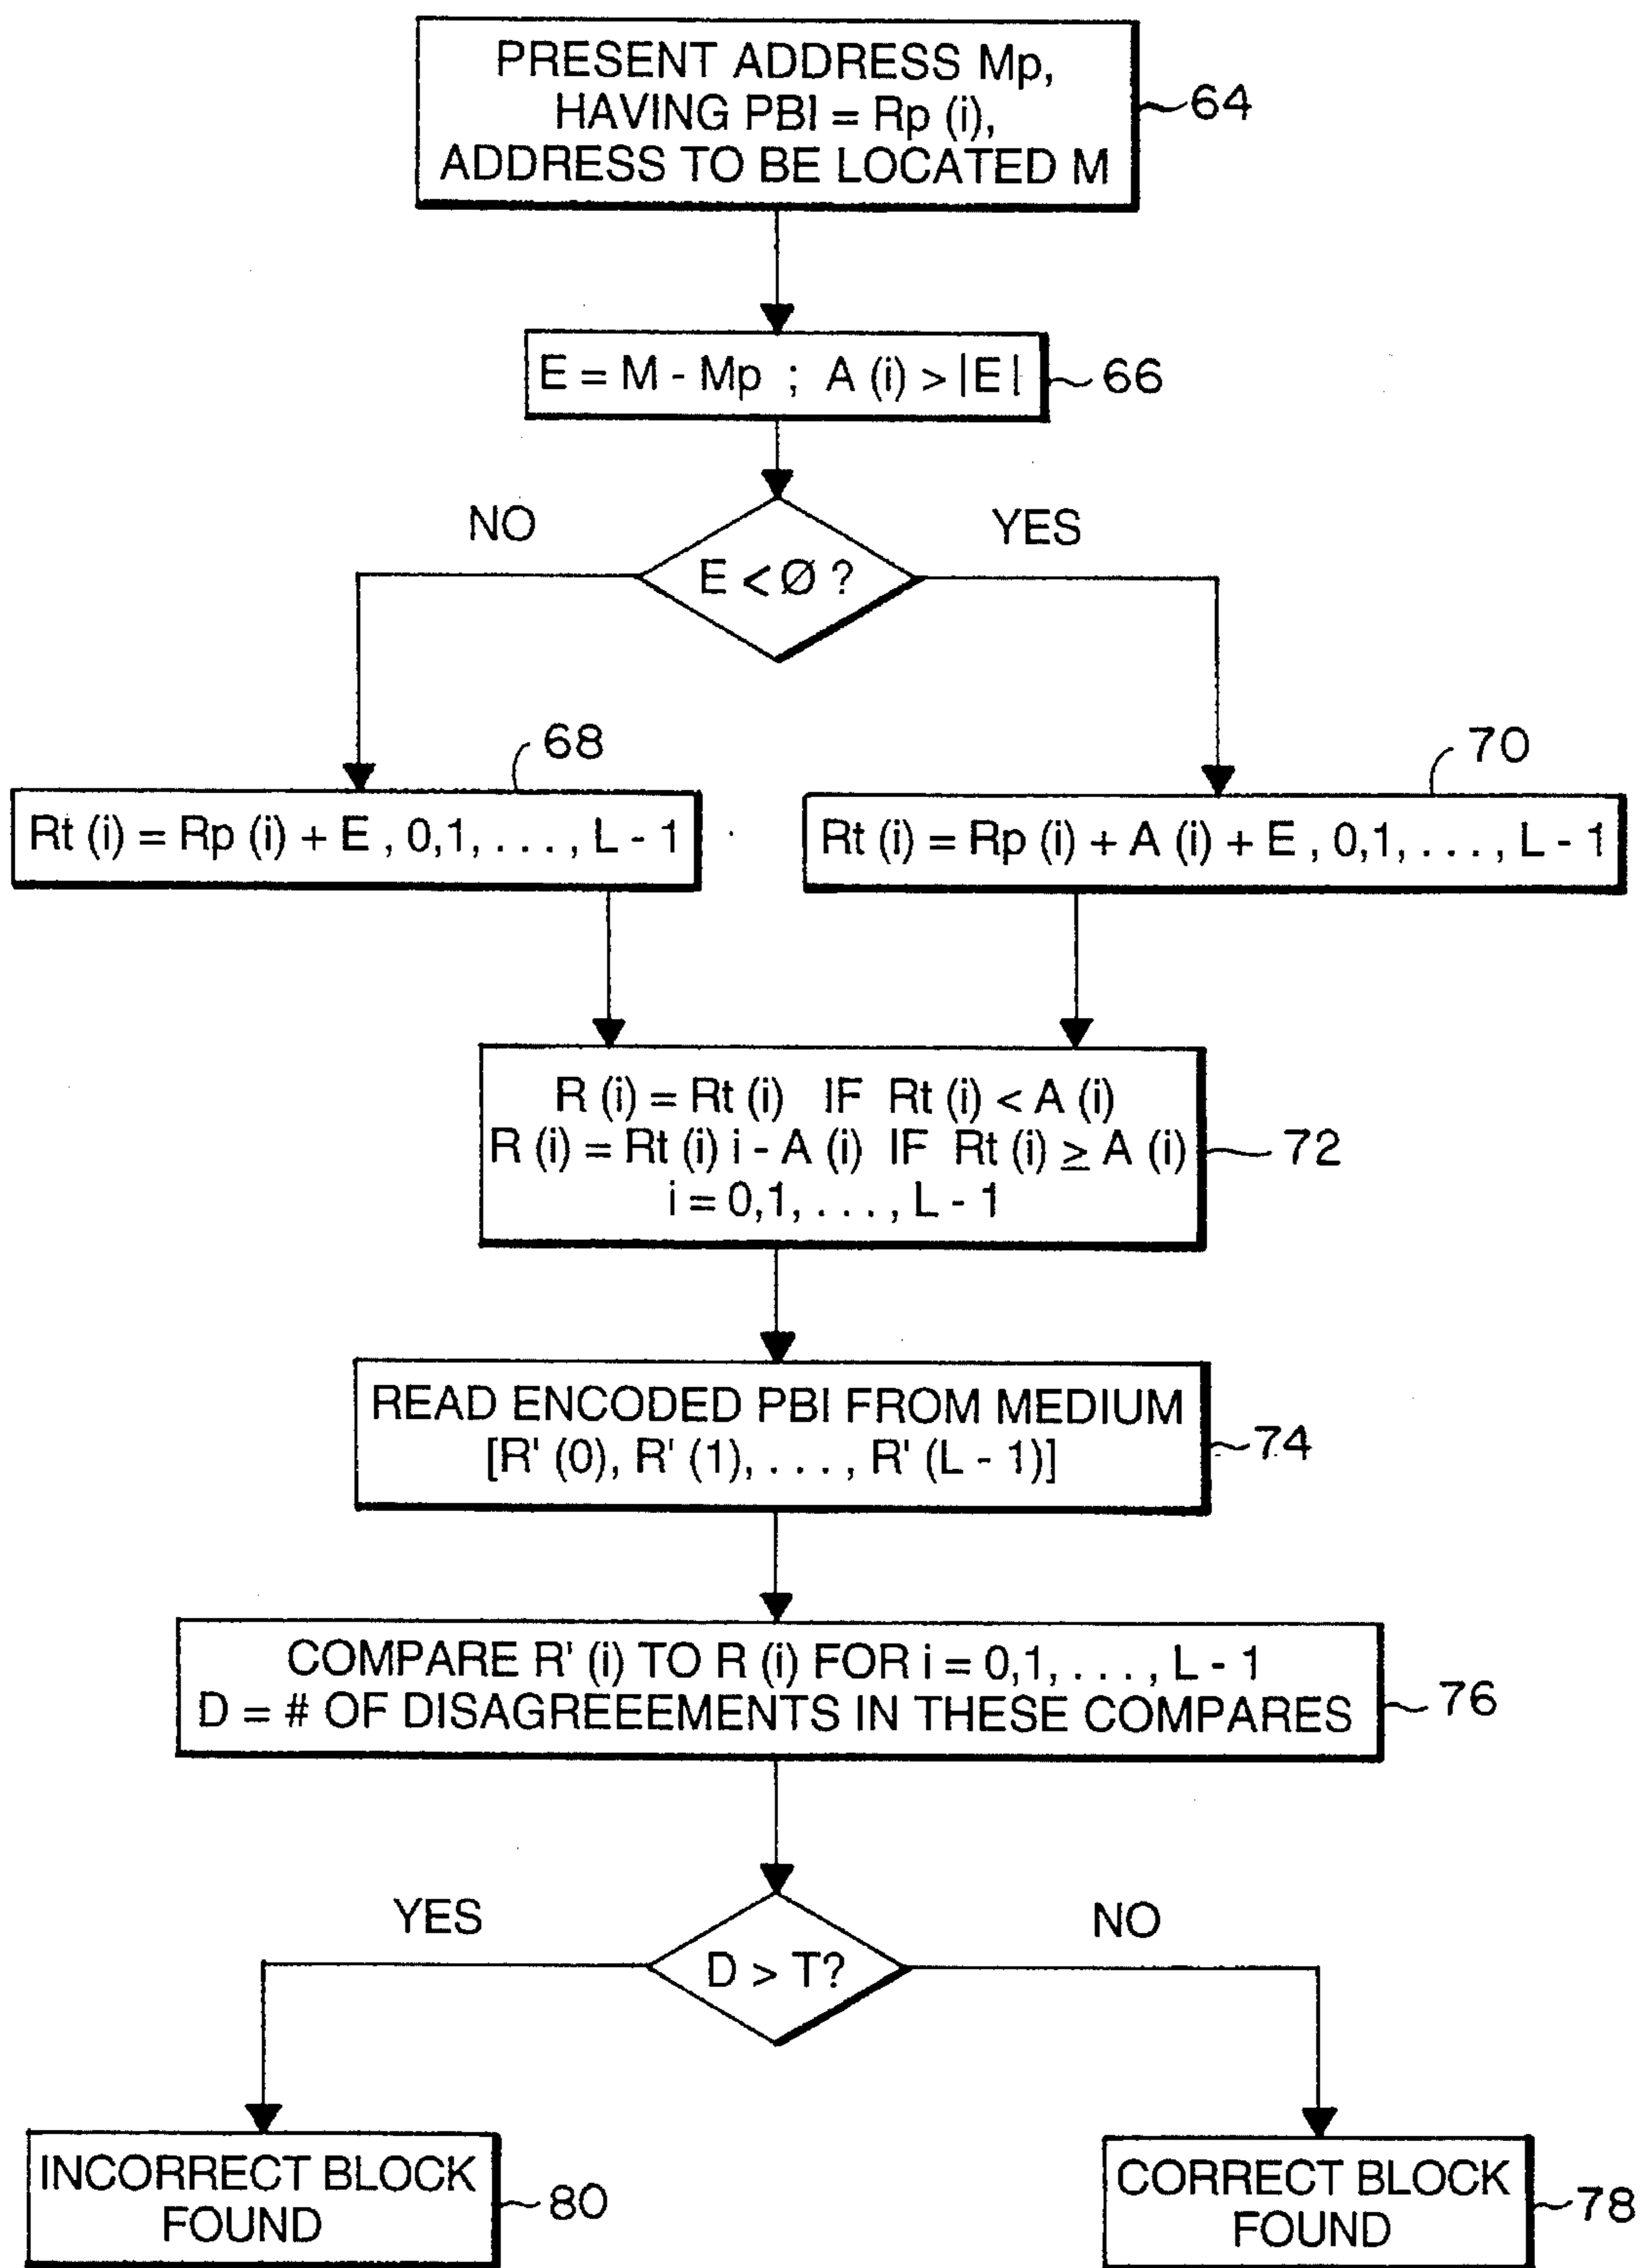 PRESENT ADDRESS Mp,
HAVING PBI = Rp (i),
ADDRESS TO BE LOCATED M
64
E = M - Mp ; A (i) > |E|
66
NO
YES
E < Ø ?
68
70
Rt (i) = Rp (i) + E , 0,1, . . . , L - 1
Rt (i) = Rp (i) + A (i) + E , 0,1, . . . , L - 1
R (i) = Rt (i) IF Rt (i) < A (i)
R (i) = Rt (i) i - A (i) IF Rt (i) ≥ A (i)
i = 0,1, . . . , L - 1
72
READ ENCODED PBI FROM MEDIUM
[R' (0), R' (1), . . . , R' (L - 1)]
74
COMPARE R' (i) TO R (i) FOR i = 0,1, . . . , L - 1
D = # OF DISAGREEEMENTS IN THESE COMPARES
76
YES
NO
D > T?
INCORRECT BLOCK
FOUND
80
CORRECT BLOCK
FOUND
78